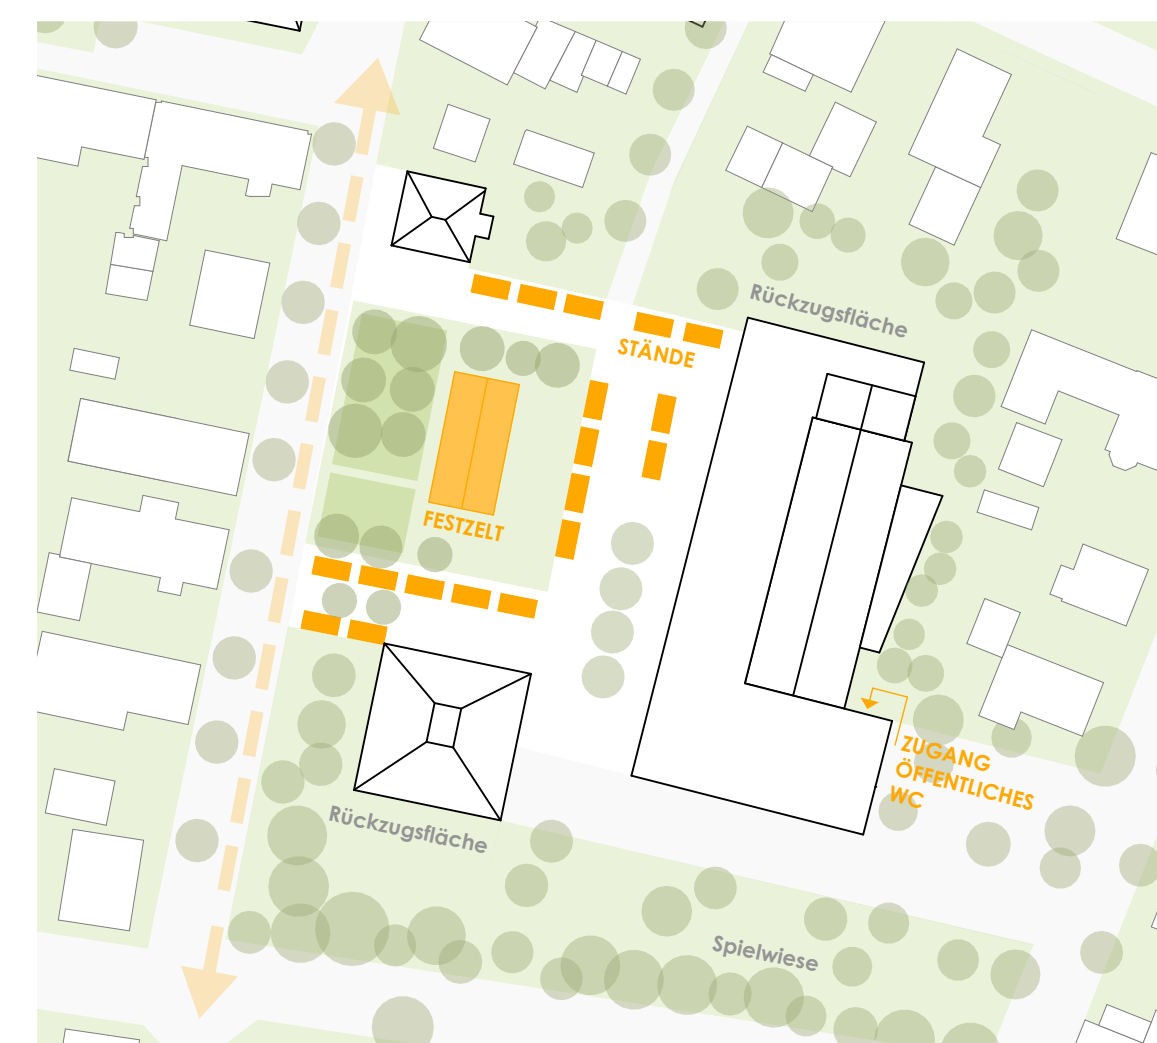 Rückzugsfläche
STÄNDE
FESTZELT
ZUGANG
ÖFFENTLICHES
WC
Rückzugsfläche
Spielwiese